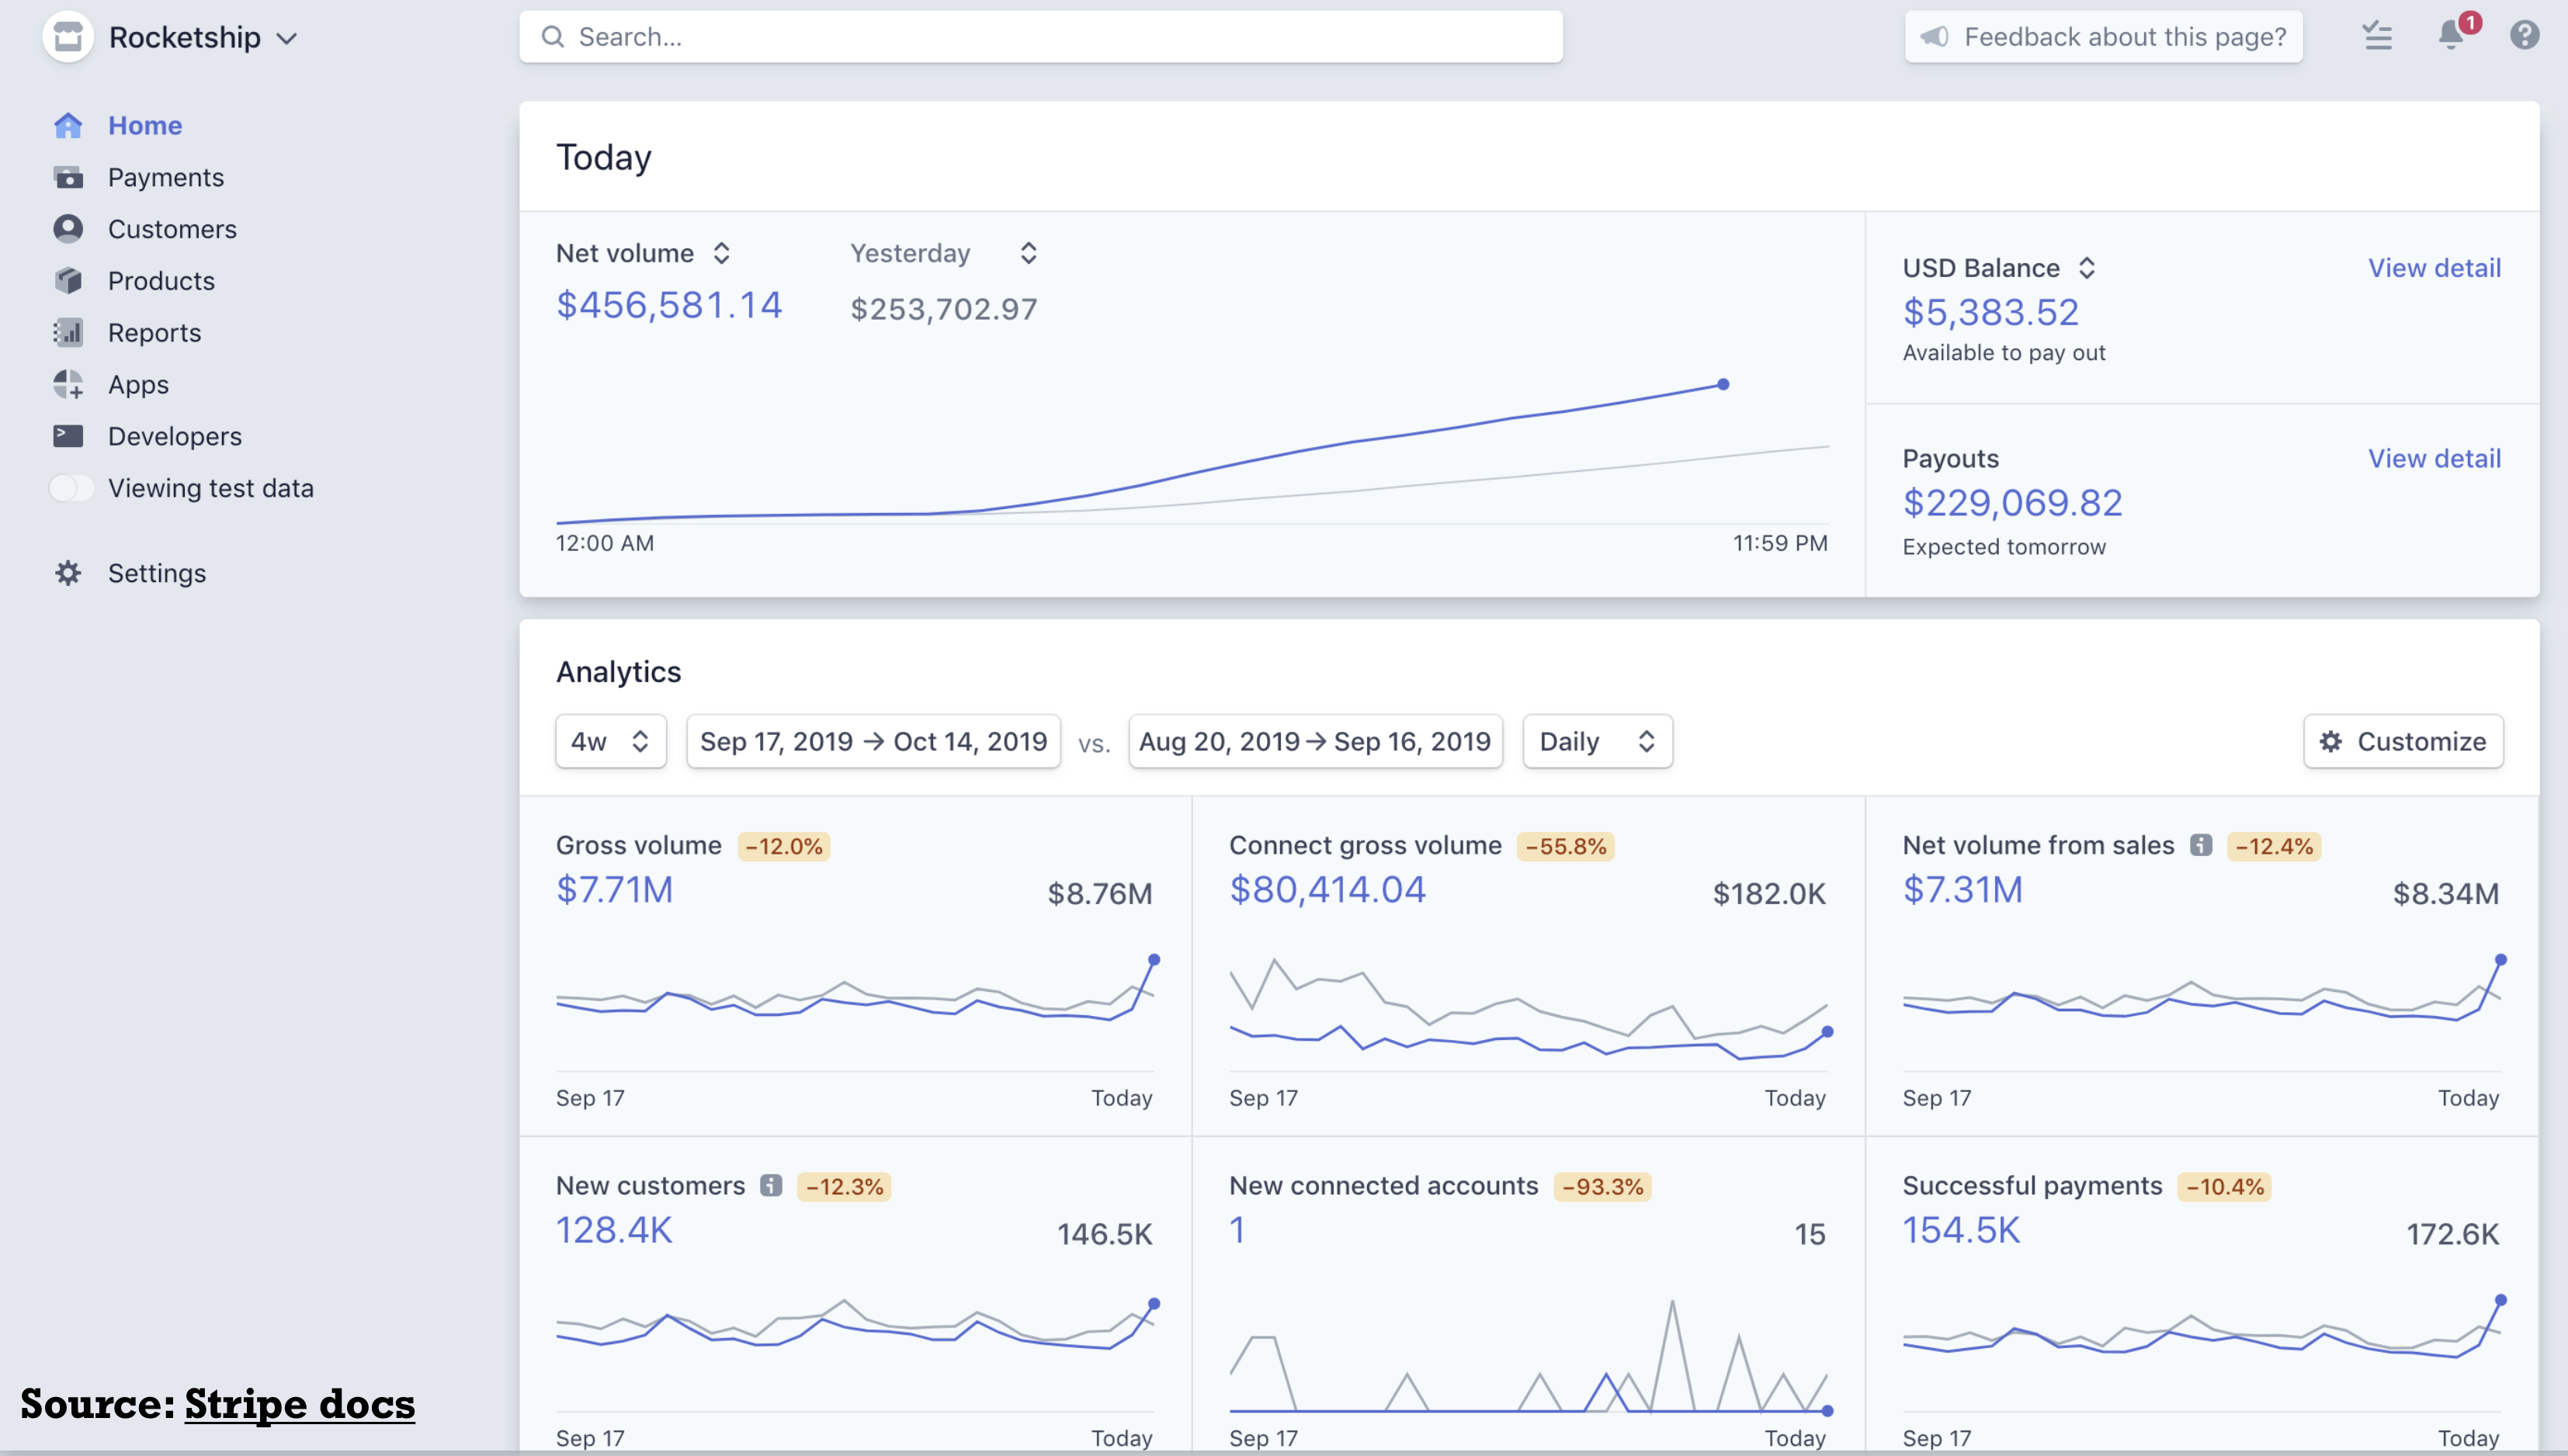 Rocketship
Search...
Feedback about this page?
1
Home
Payments
Customers
Products
Reports
Apps
Developers
Viewing test data
Settings
Today
Net volume
Yesterday
$456,581.14
$253,702.97
12:00 AM
11:59 PM
USD Balance
View detail
$5,383.52
Available to pay out
Payouts
View detail
$229,069.82
Expected tomorrow
Analytics
4w
Sep 17, 2019 → Oct 14, 2019
vs.
Aug 20, 2019 → Sep 16, 2019
Daily
Customize
Gross volume −12.0%
$7.71M
$8.76M
Sep 17
Today
Connect gross volume −55.8%
$80,414.04
$182.0K
Sep 17
Today
Net volume from sales −12.4%
$7.31M
$8.34M
Sep 17
Today
New customers −12.3%
128.4K
146.5K
Sep 17
Today
New connected accounts −93.3%
1
15
Sep 17
Today
Successful payments −10.4%
154.5K
172.6K
Sep 17
Today
Source: Stripe docs